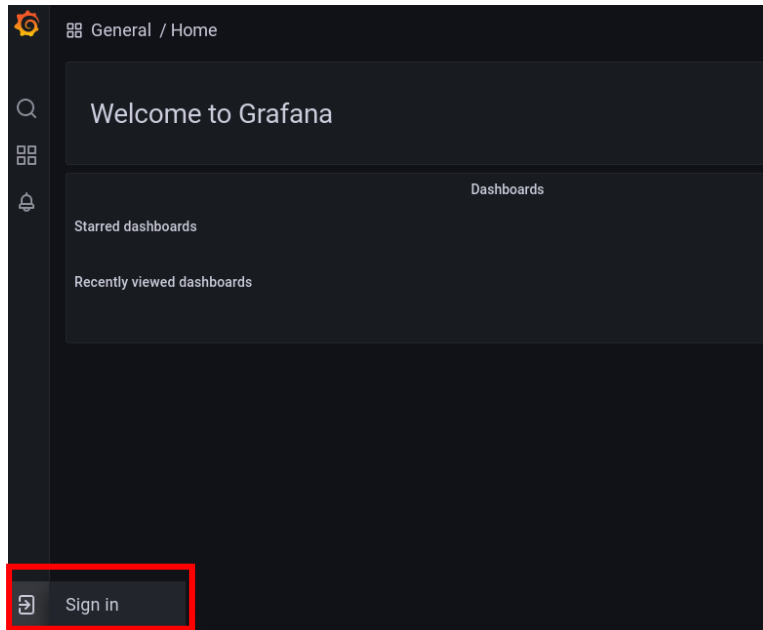 General / Home
Welcome to Grafana
Dashboards
Starred dashboards
Recently viewed dashboards
Sign in